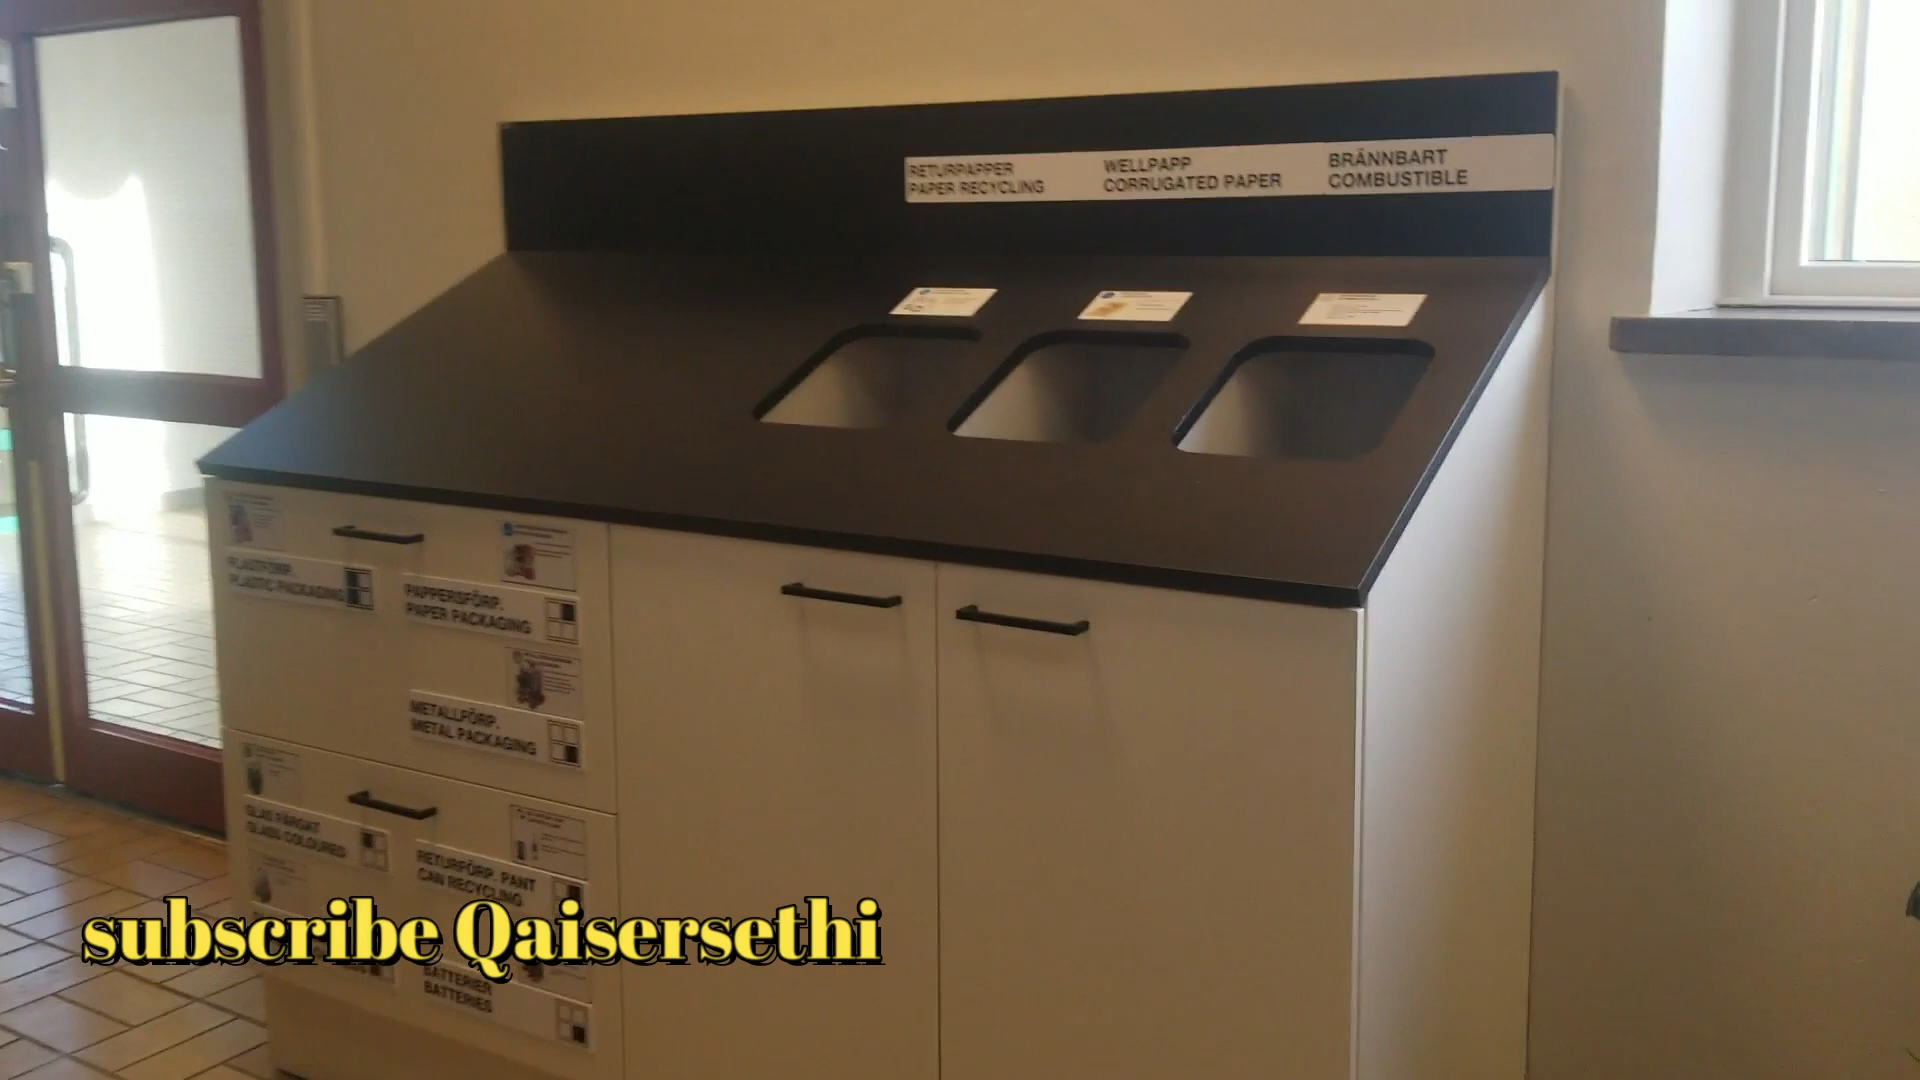 RETURPAPPER
PAPER RECYCLING
WELLPAPP
CORRUGATED PAPER
BRÄNNBART
COMBUSTIBLE
PLASTFÖRP.
PLASTIC PACKAGING
PAPPERSFÖRP.
PAPER PACKAGING
METALLFÖRP.
METAL PACKAGING
GLAS FÄRGAT
GLASS COLOURED
RETURFÖRP. PANT
CAN RECYCLING
BATTERIER
BATTERIES
subscribe Qaisersethi